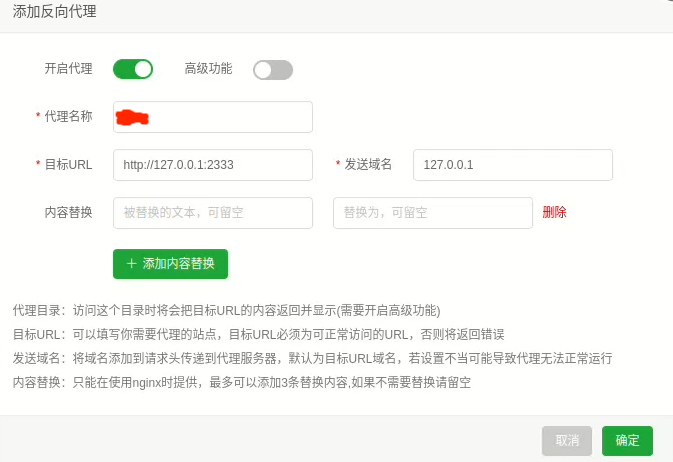 添加反向代理
开启代理 高级功能
* 代理名称
* 目标URL http://127.0.0.1:2333 * 发送域名 127.0.0.1
内容替换 被替换的文本，可留空 替换为，可留空 删除
＋ 添加内容替换
代理目录：访问这个目录时将会把目标URL的内容返回并显示(需要开启高级功能)
目标URL：可以填写你需要代理的站点，目标URL必须为可正常访问的URL，否则将返回错误
发送域名：将域名添加到请求头传递到代理服务器，默认为目标URL域名，若设置不当可能导致代理无法正常运行
内容替换：只能在使用nginx时提供，最多可以添加3条替换内容,如果不需要替换请留空
取消 确定